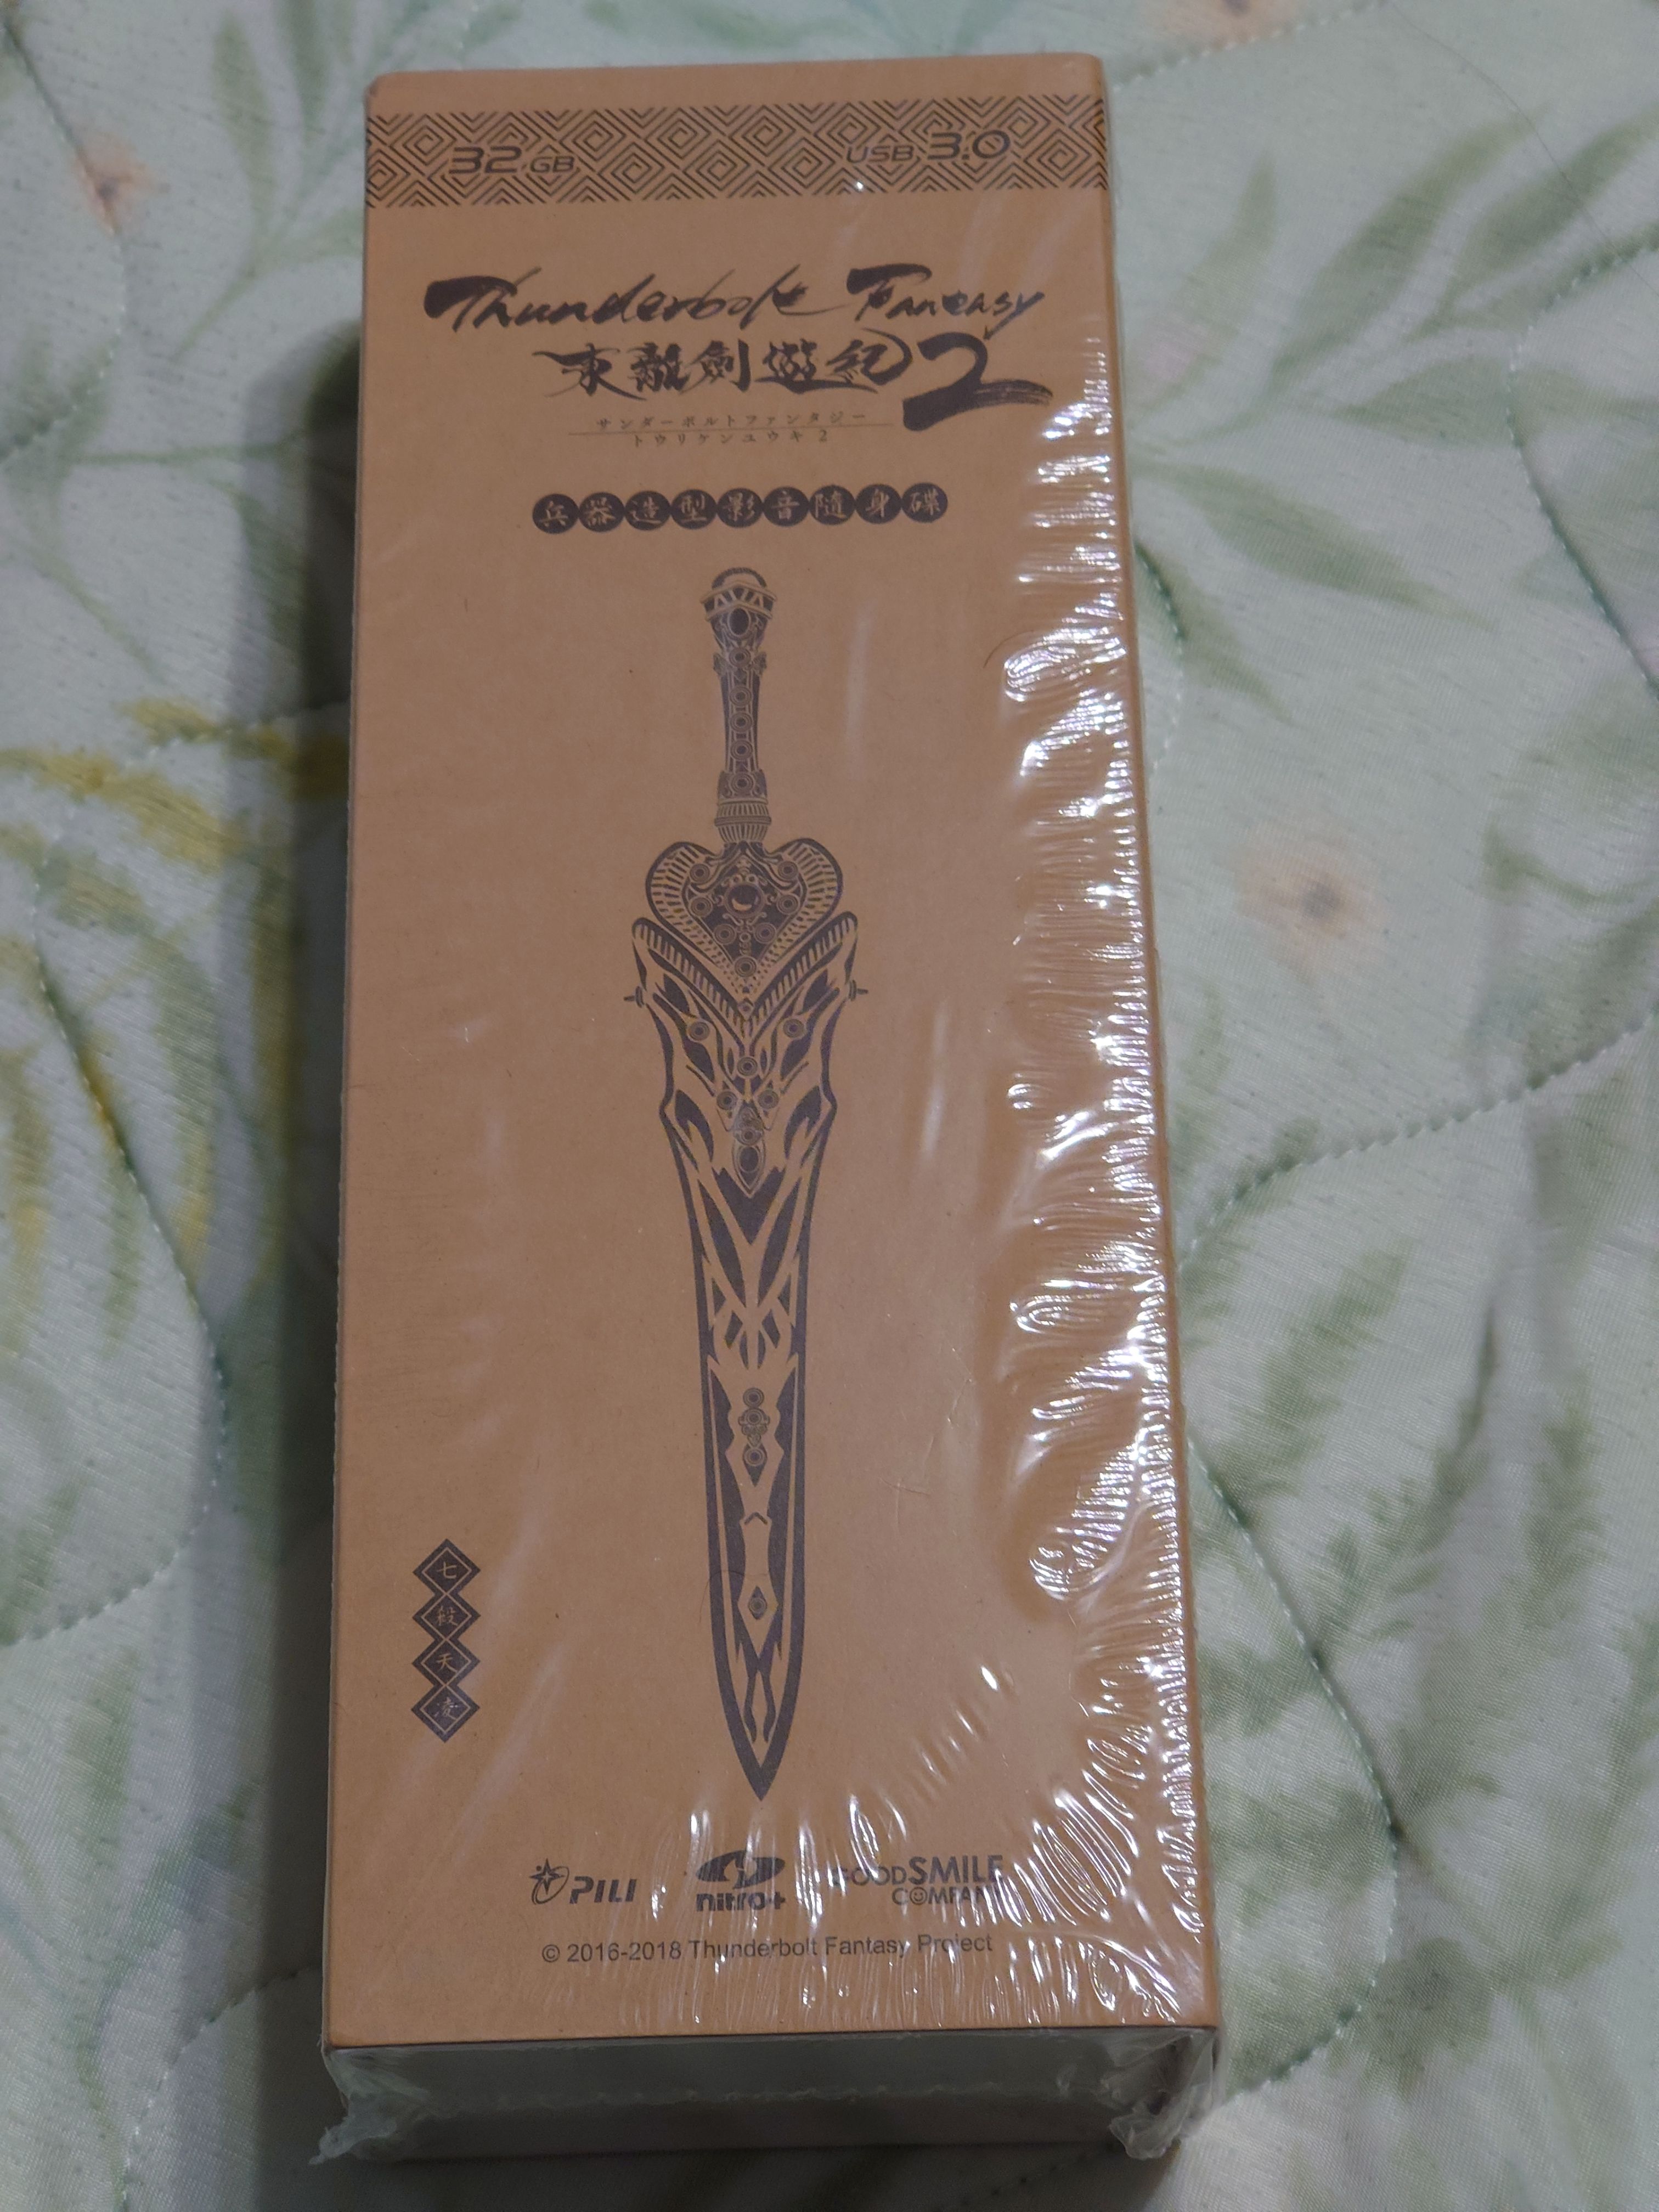 32 GB USB 3.0
Thunderbolt Fantasy
東離劍遊紀2
サンダーボルトファンタジー
トウリケンユウキ2
兵器造型影音隨身碟
七殺天凌
PILI nitro+ GOODSMILE
COMPANY
© 2016-2018 Thunderbolt Fantasy Project